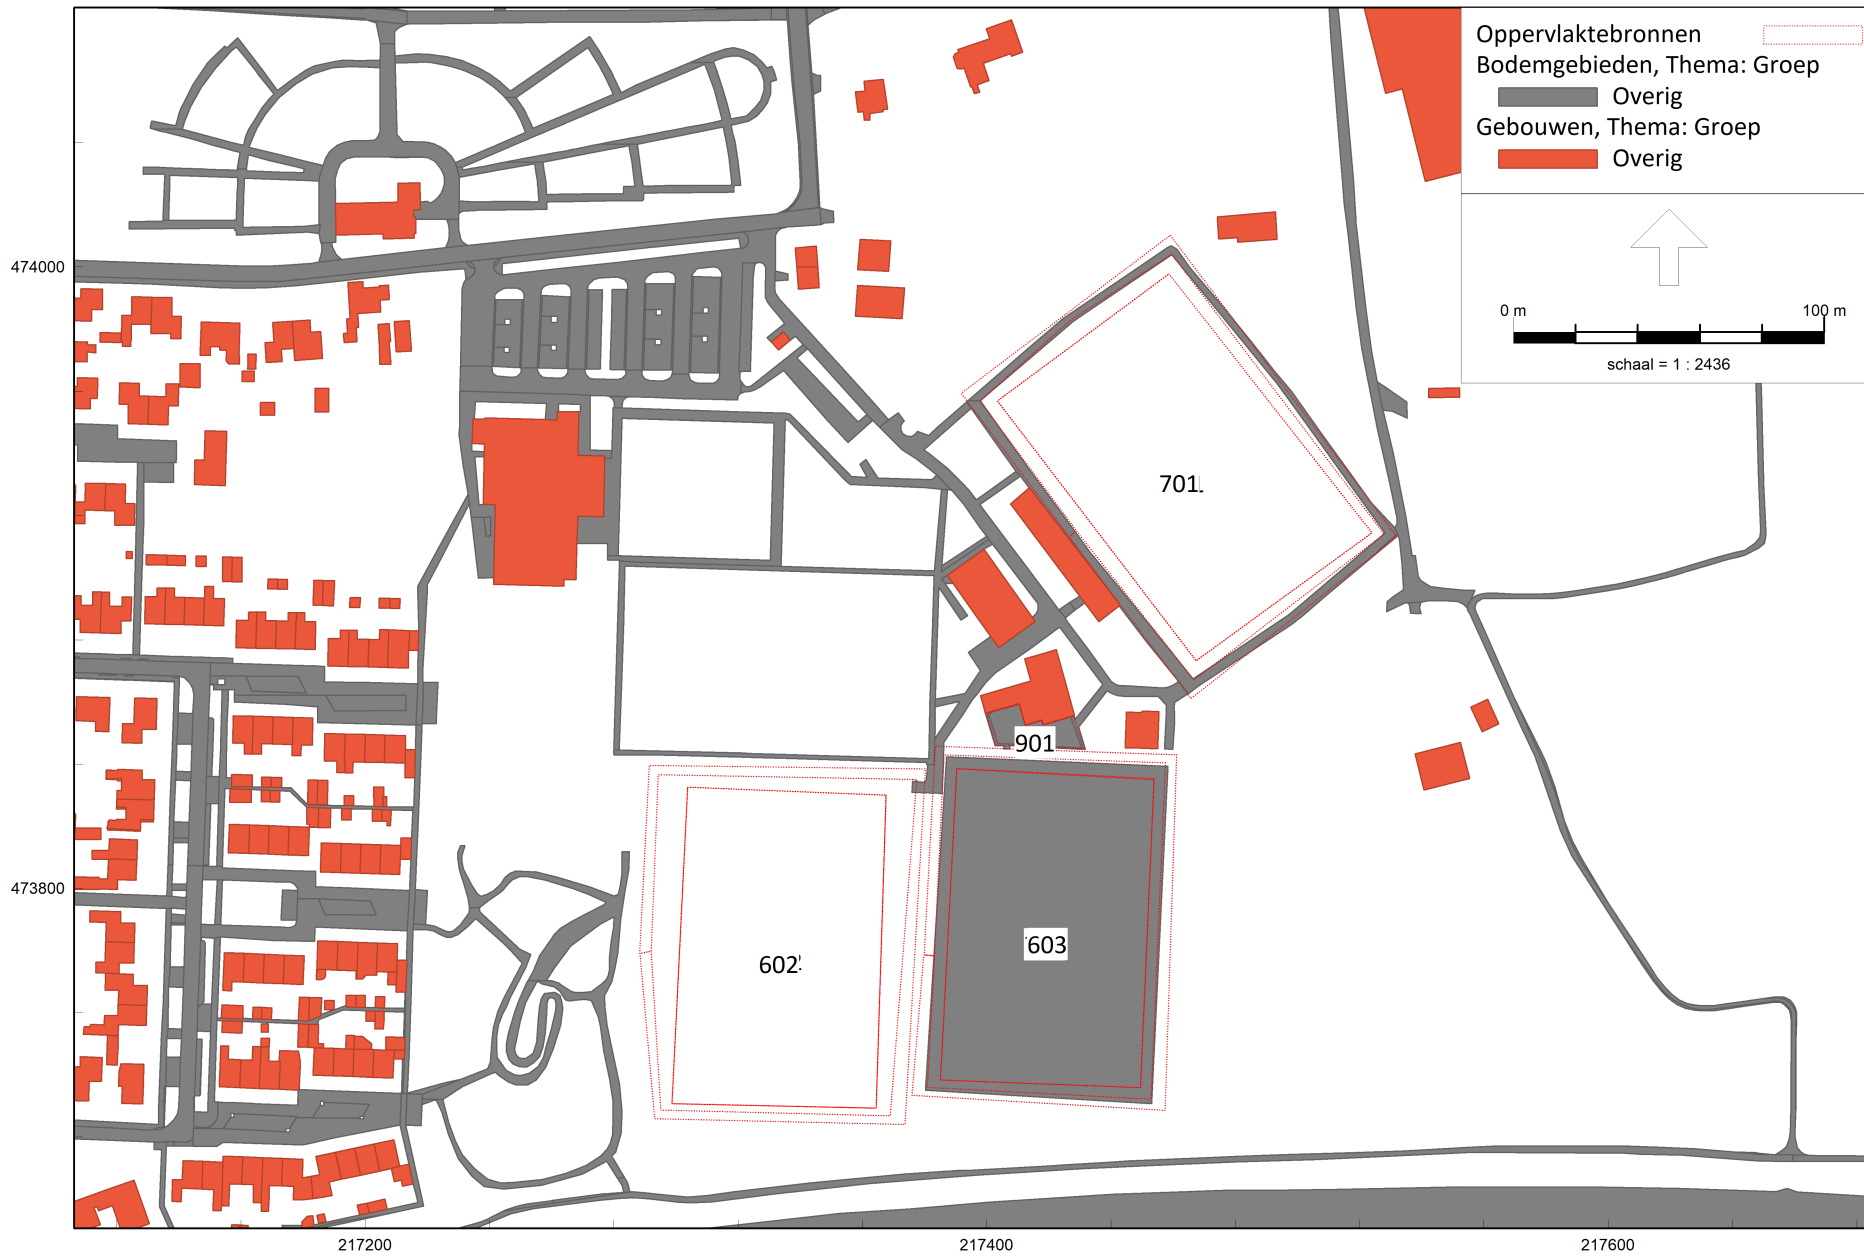 Oppervlaktebronnen
Bodemgebieden, Thema: Groep
Overig
Gebouwen, Thema: Groep
Overig
0 m 100 m
schaal = 1 : 2436
474000
473800
701
901
603
602
217200
217400
217600